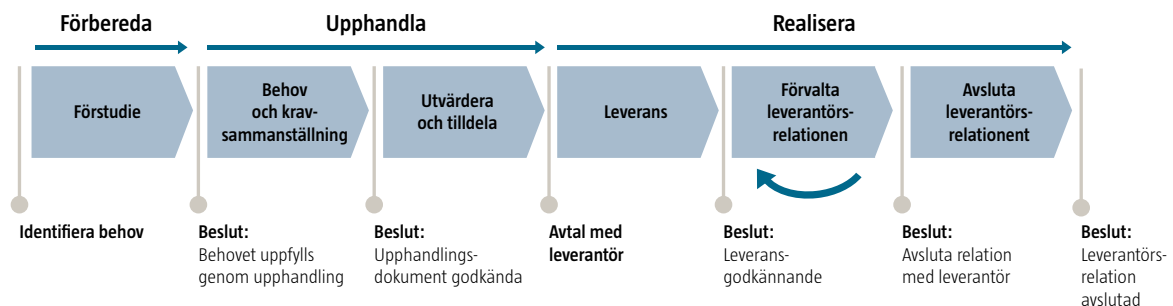 Förbereda
Upphandla
Realisera
Förstudie
Behov
och krav-
sammanställning
Utvärdera
och tilldela
Leverans
Förvalta
leverantörs-
relationen
Avsluta
leverantörs-
relationent
Identifiera behov
Beslut:
Behovet uppfylls
genom upphandling
Beslut:
Upphandlings-
dokument godkända
Avtal med
leverantör
Beslut:
Leverans-
godkännande
Beslut:
Avsluta relation
med leverantör
Beslut:
Leverantörs-
relation
avslutad